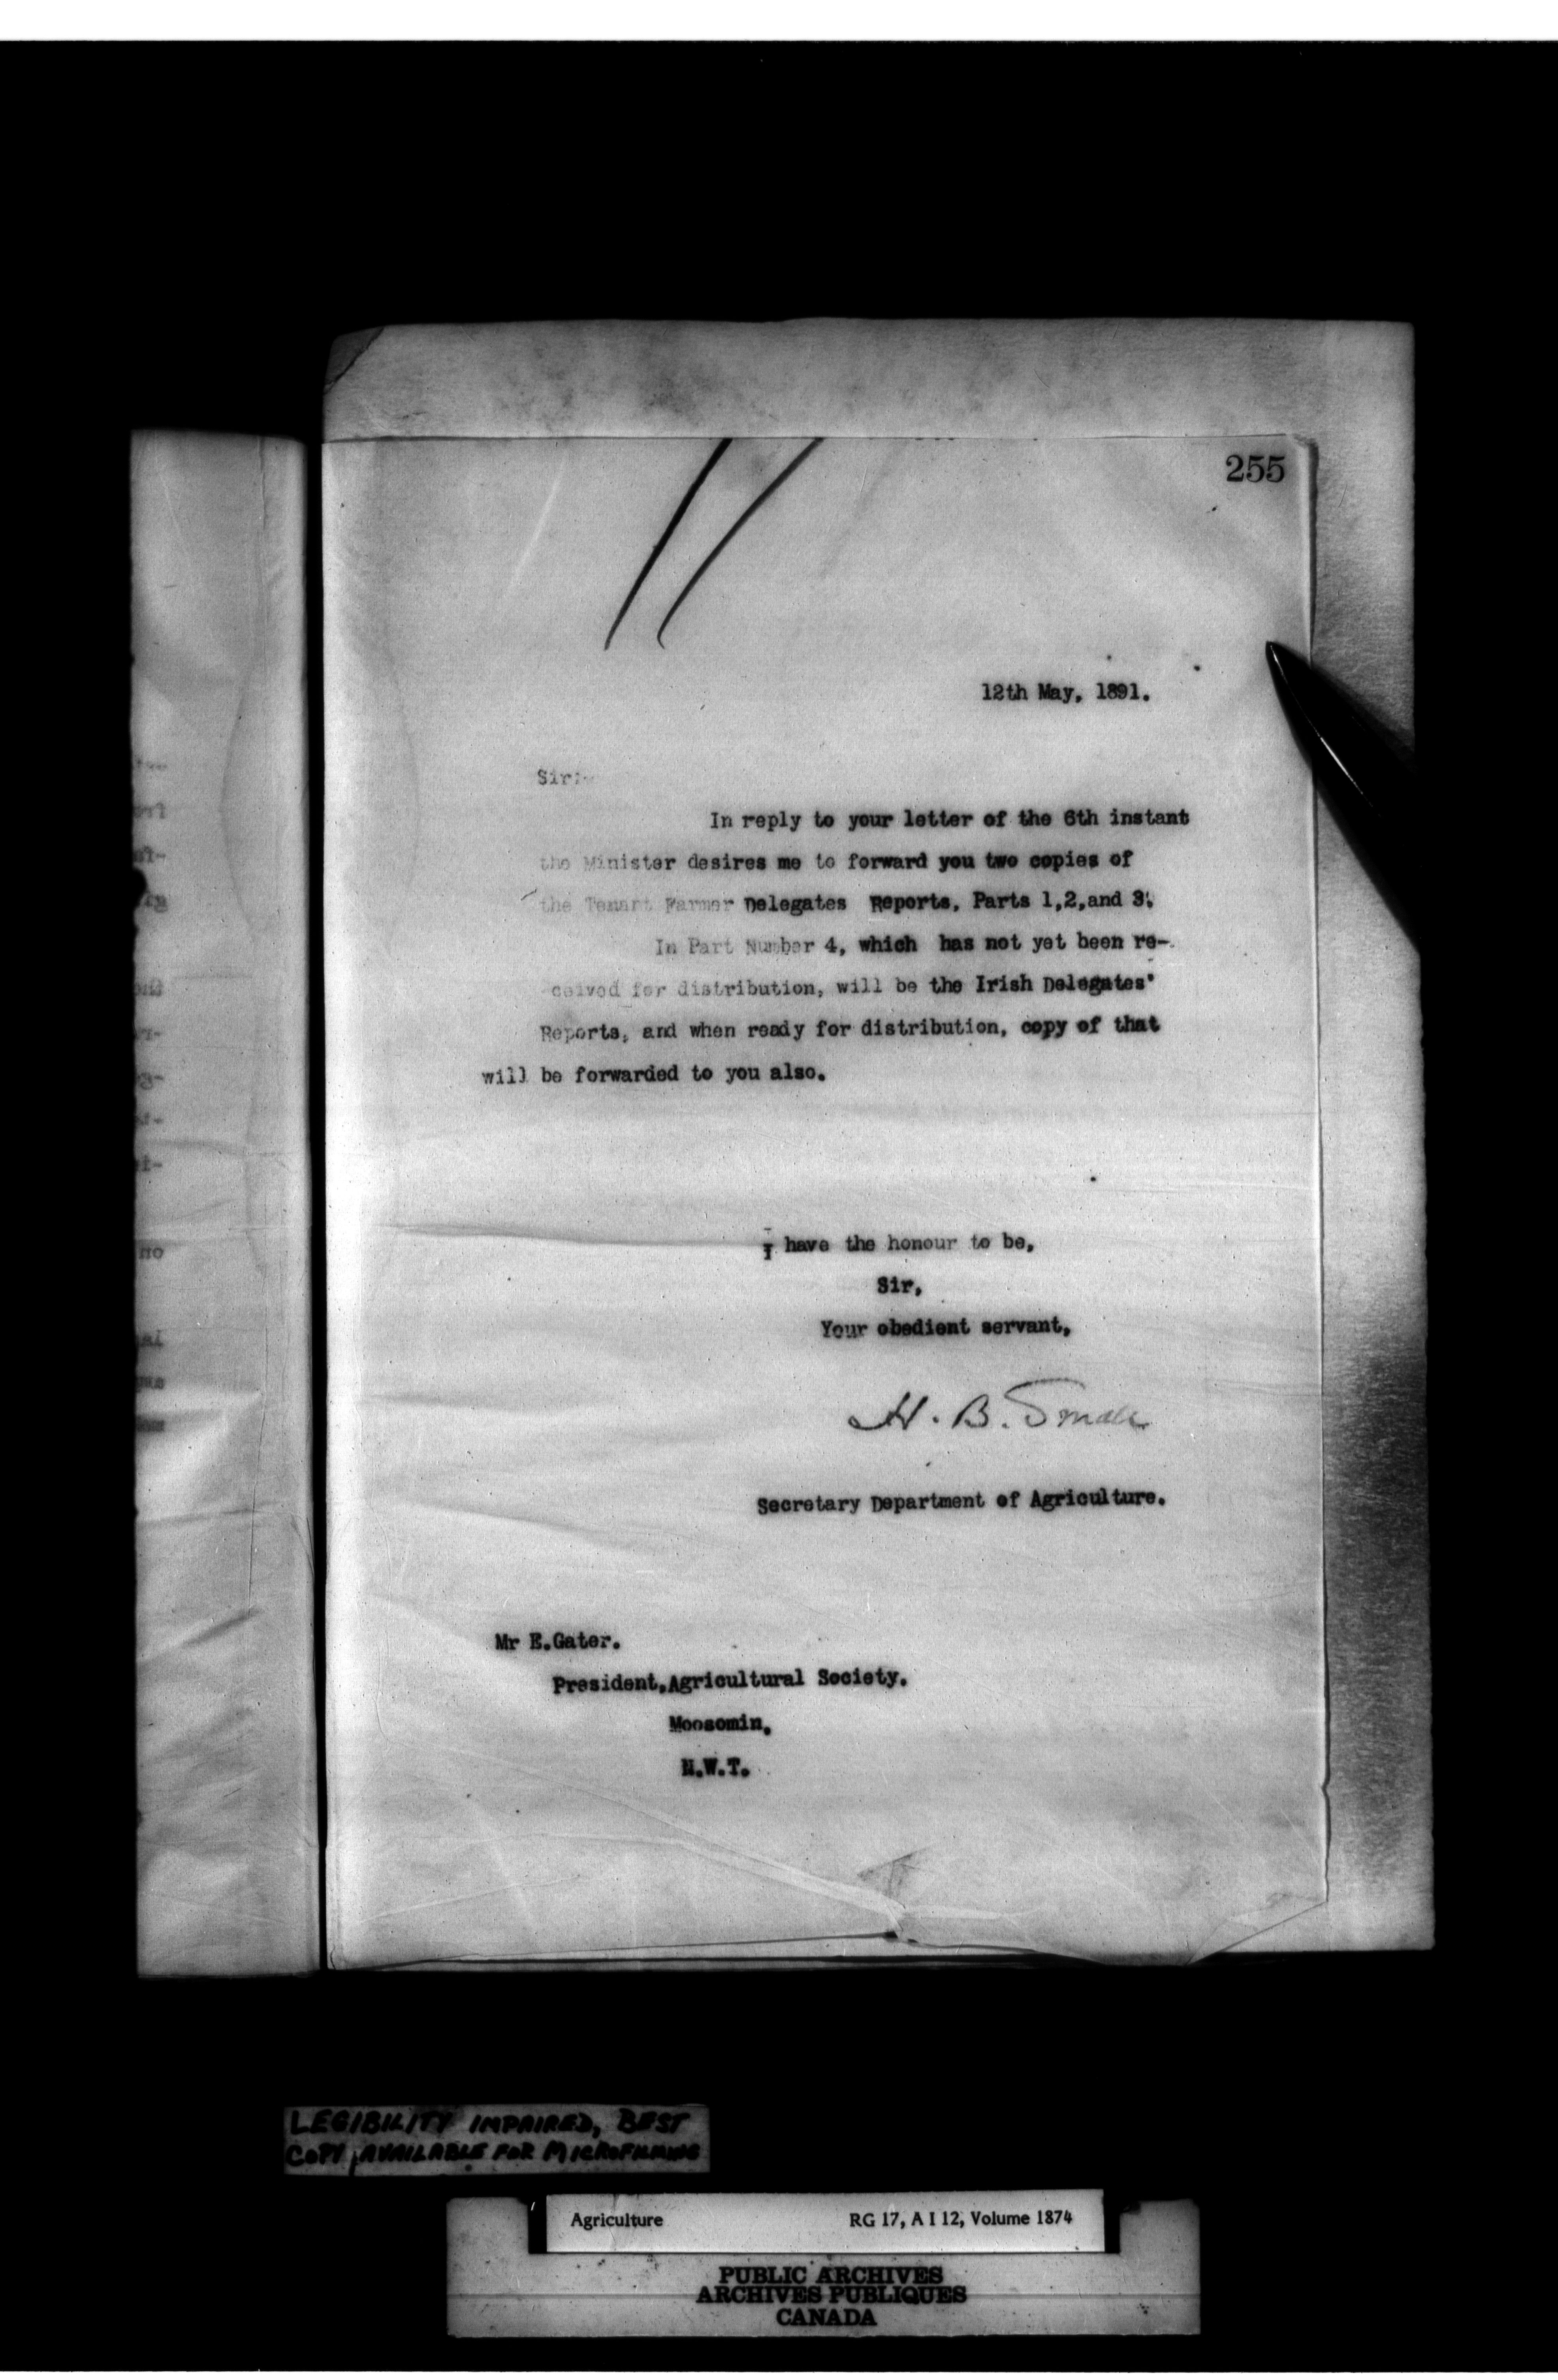 255
12th May, 1891.
Sir:-
In reply to your letter of the 6th instant
the Minister desires me to forward you two copies of
the Tenant Farmer Delegates Reports, Parts 1,2,and 3.
In Part Number 4, which has not yet been re-
ceived for distribution, will be the Irish Delegates'
Reports, and when ready for distribution, copy of that
will be forwarded to you also.
I have the honour to be,
Sir,
Your obedient servant,
H. B. Small
Secretary Department of Agriculture.
Mr E.Gater.
President,Agricultural Society.
Moosomin,
N.W.T.
LEGIBILITY IMPAIRED, BEST
COPY AVAILABLE FOR MICROFILMING
Agriculture RG 17, A I 12, Volume 1874
PUBLIC ARCHIVES
ARCHIVES PUBLIQUES
CANADA